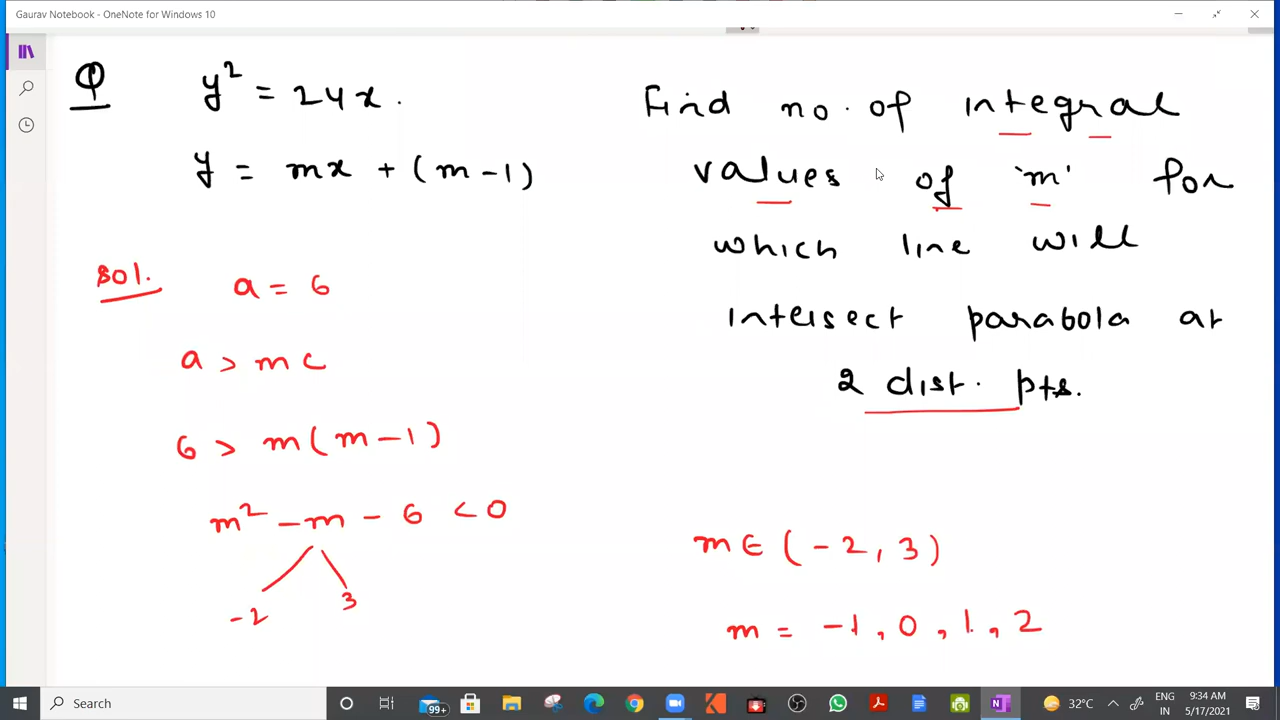 Gaurav Notebook - OneNote for Windows 10
Q y² = 24x.
y = mx + (m-1)
Find no. of integral
values of 'm' for
which line will
intersect parabola at
2 dist. pts.
Sol. a = 6
a > mc
6 > m(m-1)
m² - m - 6 < 0
-2 3
m ∈ (-2, 3)
m = -1, 0, 1, 2
Search
99+
32°C
ENG
IN
9:34 AM
5/17/2021